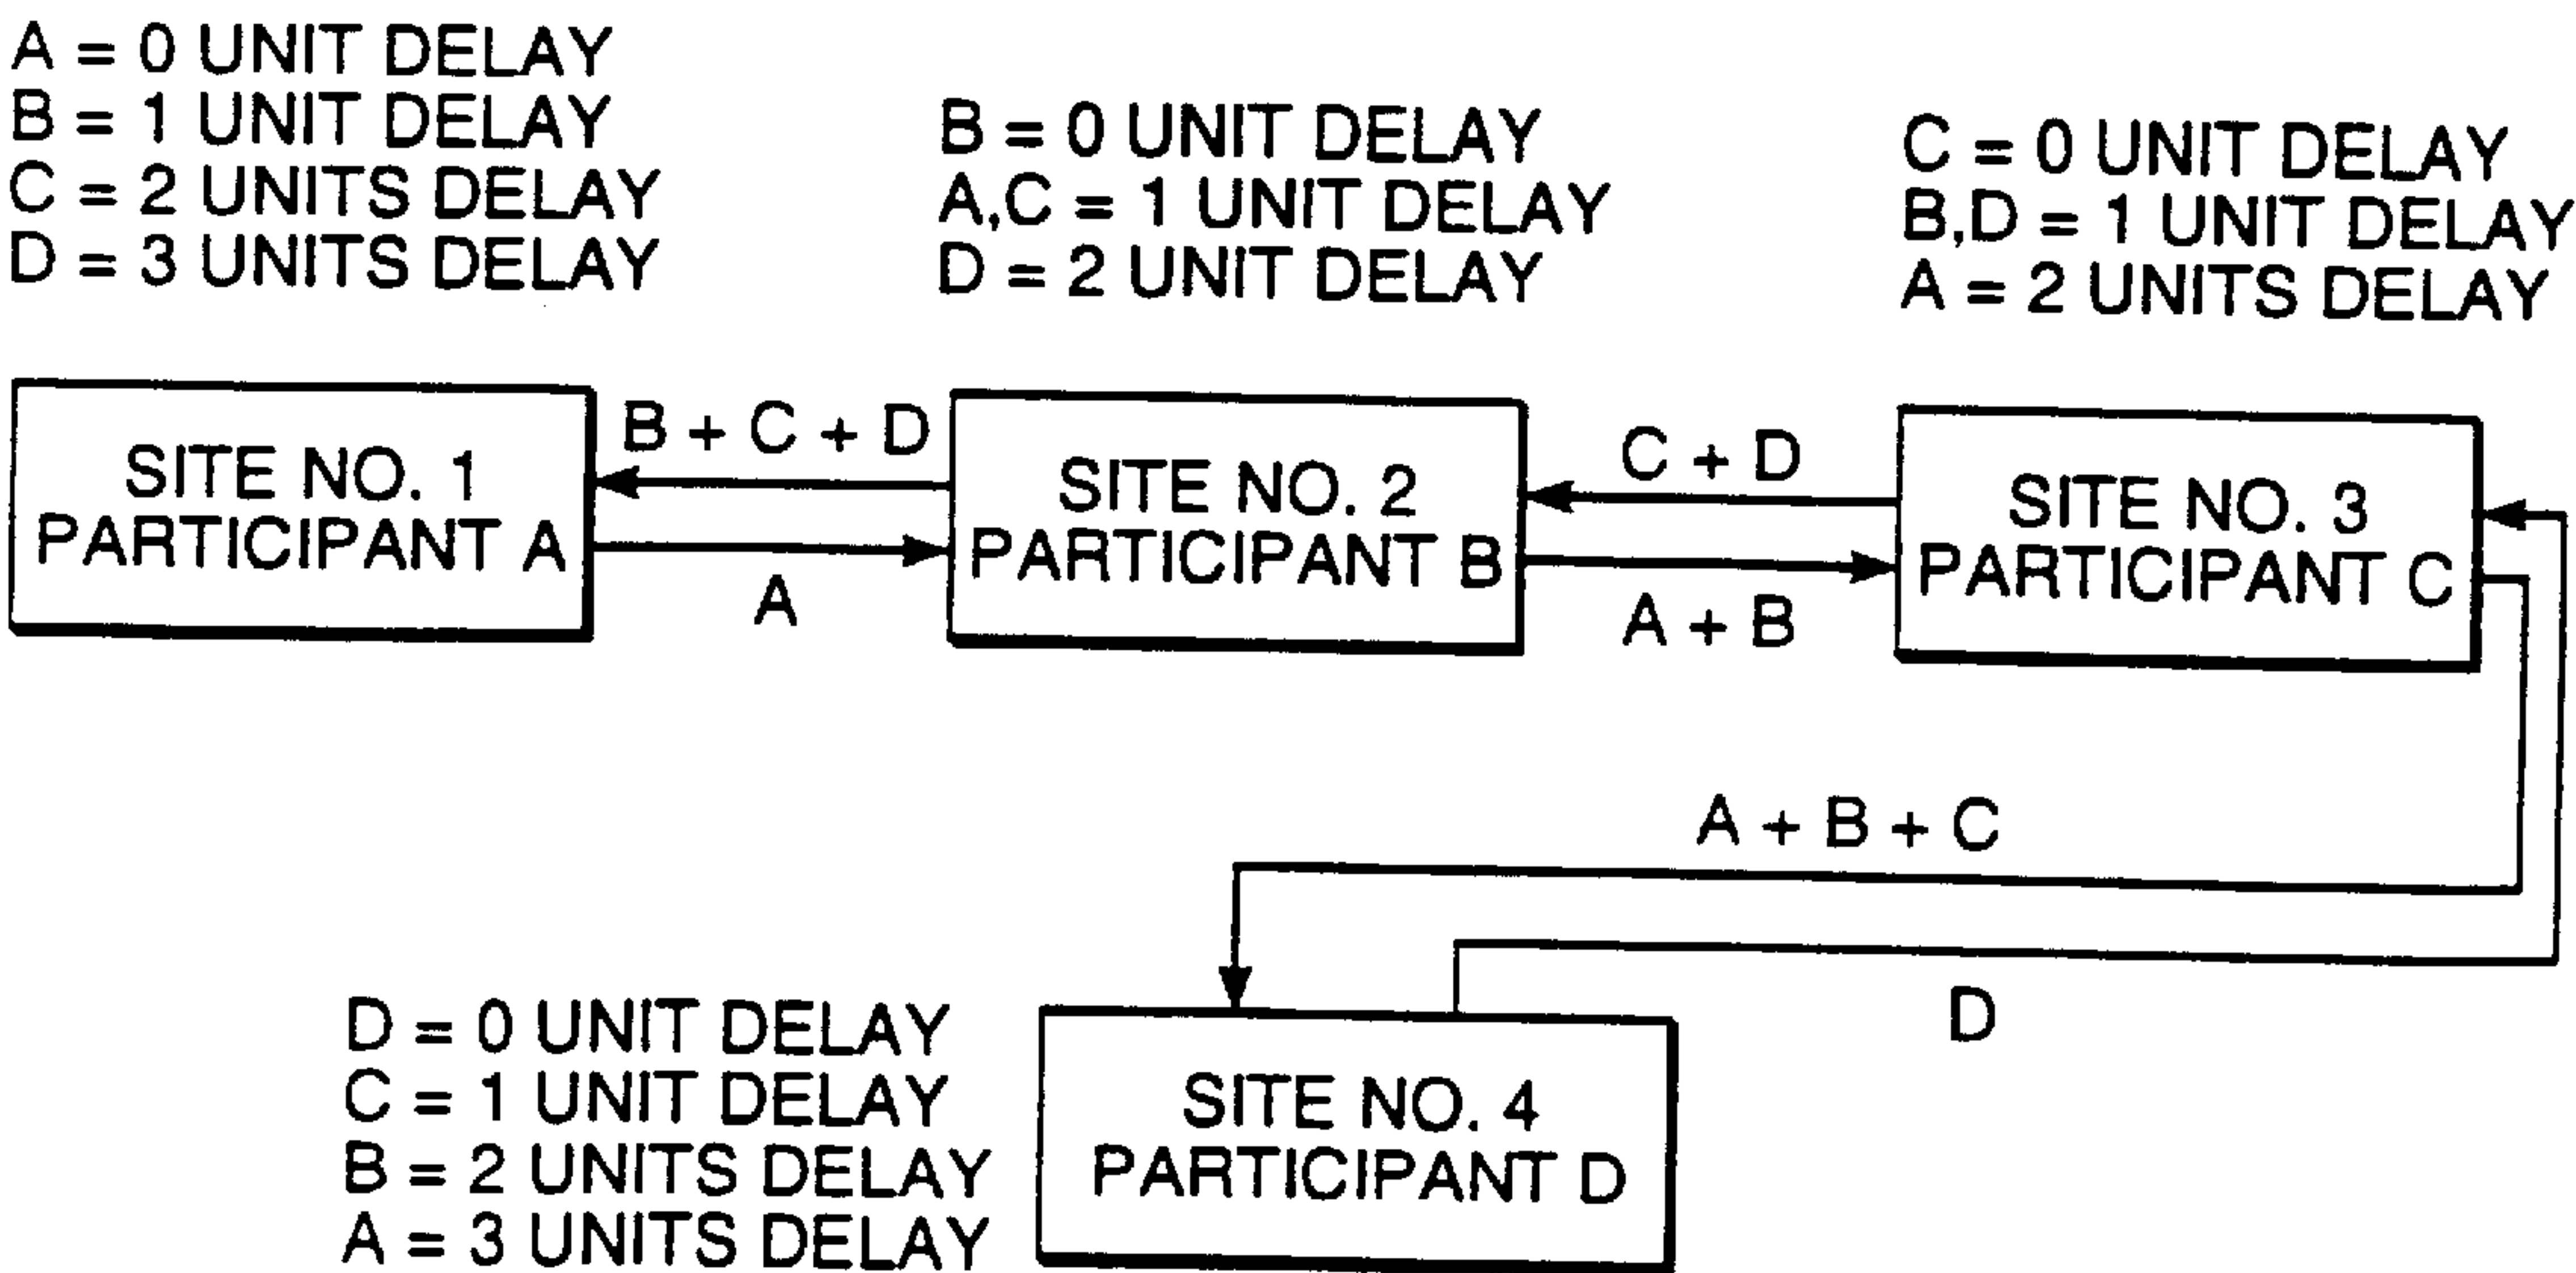 A = 0 UNIT DELAY
B = 1 UNIT DELAY
C = 2 UNITS DELAY
D = 3 UNITS DELAY
B = 0 UNIT DELAY
A,C = 1 UNIT DELAY
D = 2 UNIT DELAY
C = 0 UNIT DELAY
B,D = 1 UNIT DELAY
A = 2 UNITS DELAY
SITE NO. 1
PARTICIPANT A
B + C + D
A
SITE NO. 2
PARTICIPANT B
C + D
A + B
SITE NO. 3
PARTICIPANT C
A + B + C
D
D = 0 UNIT DELAY
C = 1 UNIT DELAY
B = 2 UNITS DELAY
A = 3 UNITS DELAY
SITE NO. 4
PARTICIPANT D